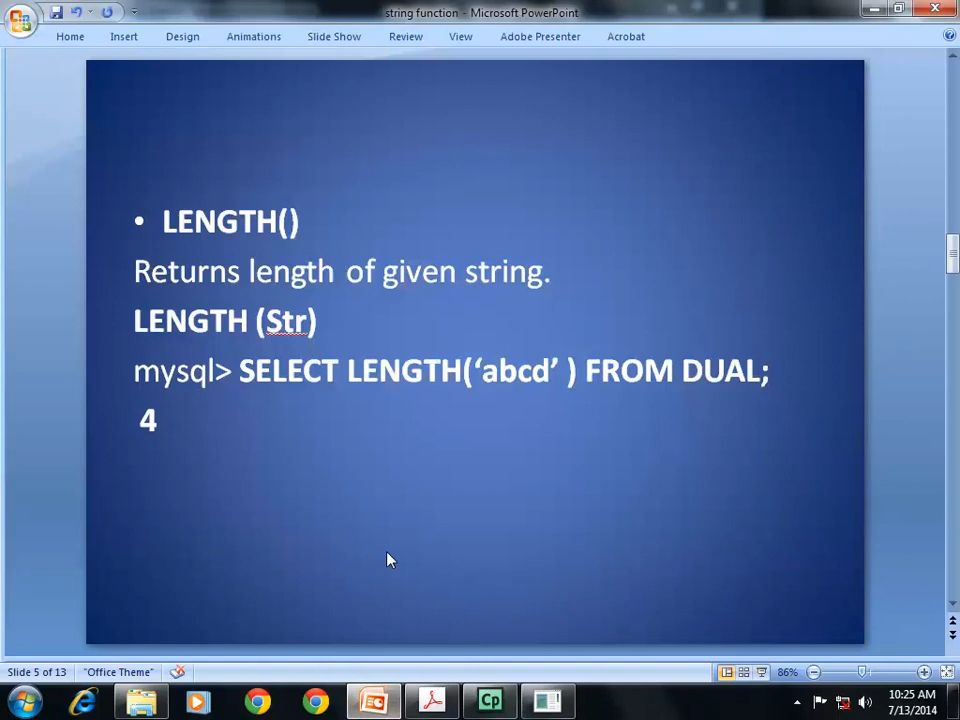 string function - Microsoft PowerPoint
Home Insert Design Animations Slide Show Review View Adobe Presenter Acrobat
• LENGTH()
Returns length of given string.
LENGTH (Str)
mysql> SELECT LENGTH(‘abcd’ ) FROM DUAL;
4
Slide 5 of 13 "Office Theme" 86%
Cp
10:25 AM
7/13/2014